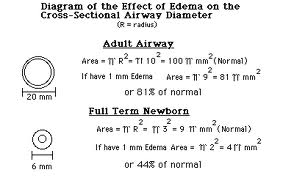 Diagram of the Effect of Edema on the
Cross-Sectional Airway Diameter
(R = radius)
Adult Airway
Area = π R² = π 10² = 100 π mm² (Normal)
If have 1 mm Edema Area = π 9² = 81 π mm²
or 81% of normal
20 mm
Full Term Newborn
Area = π R² = π 3² = 9 π mm² (Normal)
If have 1 mm Edema Area = π 2² = 4 π mm²
or 44% of normal
6 mm